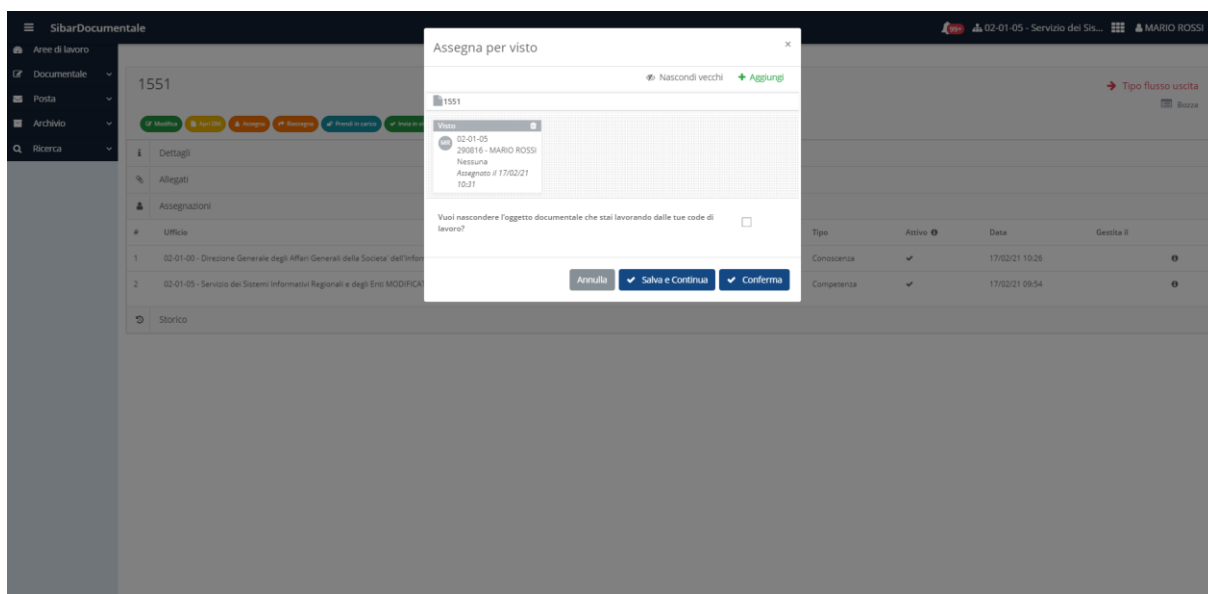 SibarDocumentale
99+
02-01-05 - Servizio dei Sis...
MARIO ROSSI
Aree di lavoro
Documentale
Posta
Archivio
Ricerca
1551
Tipo flusso uscita
Bozza
Modifica
Assegna
Riassegna
Prendi in carico
Dettagli
Allegati
Assegnazioni
# Ufficio Tipo Attivo Data Gestita il
1 02-01-00 - Direzione Generale degli Affari Generali della Societa' dell'Infor Conoscenza 17/02/21 10:26
2 02-01-05 - Servizio dei Sistemi Informativi Regionali e degli Enti MODIFICAT Competenza 17/02/21 09:54
Storico
Assegna per visto
×
Nascondi vecchi
Aggiungi
1551
Visto
MR
02-01-05
290816 - MARIO ROSSI
Nessuna
Assegnato il 17/02/21
10:31
Vuoi nascondere l'oggetto documentale che stai lavorando dalle tue code di
lavoro?
Annulla
Salva e Continua
Conferma